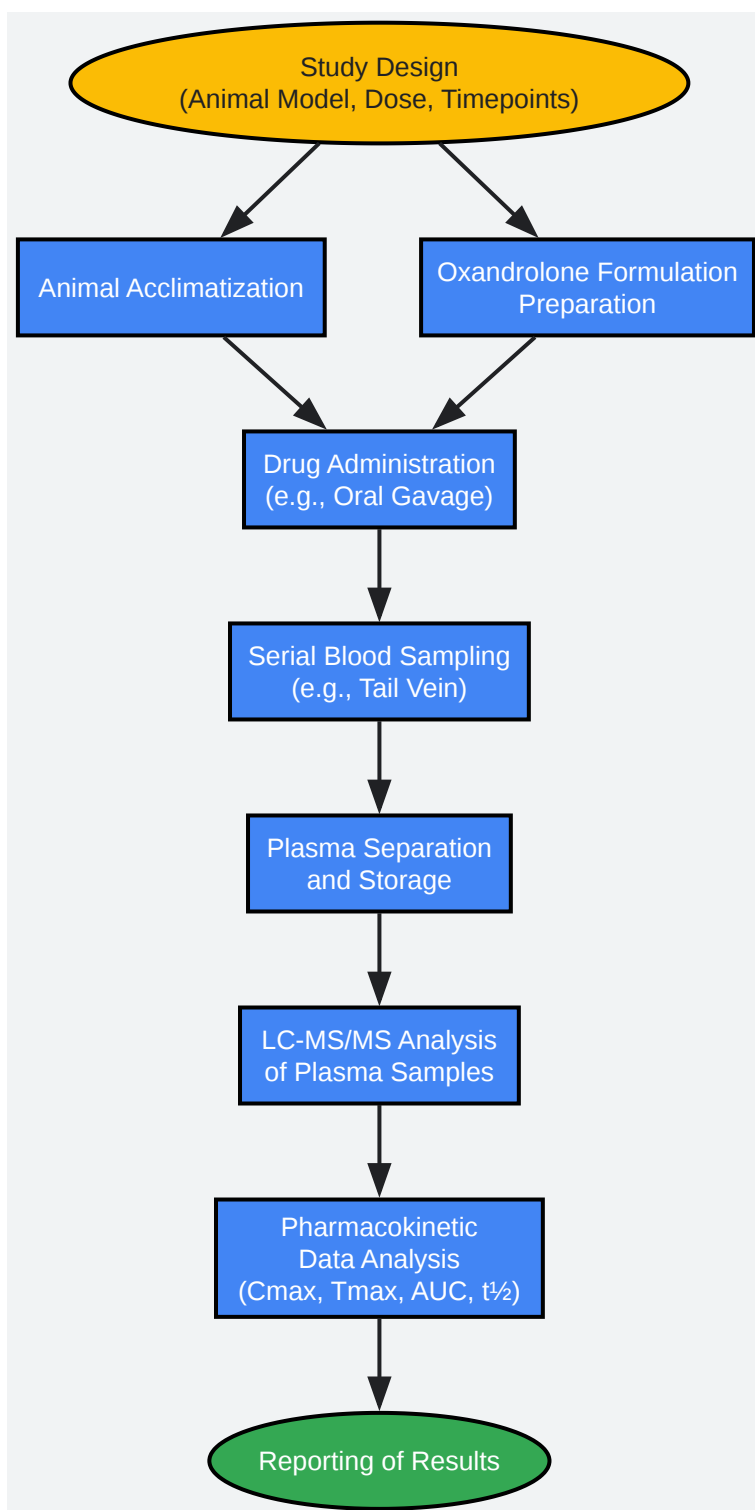 Study Design
(Animal Model, Dose, Timepoints)
Animal Acclimatization
Oxandrolone Formulation
Preparation
Drug Administration
(e.g., Oral Gavage)
Serial Blood Sampling
(e.g., Tail Vein)
Plasma Separation
and Storage
LC-MS/MS Analysis
of Plasma Samples
Pharmacokinetic
Data Analysis
(Cmax, Tmax, AUC, t½)
Reporting of Results